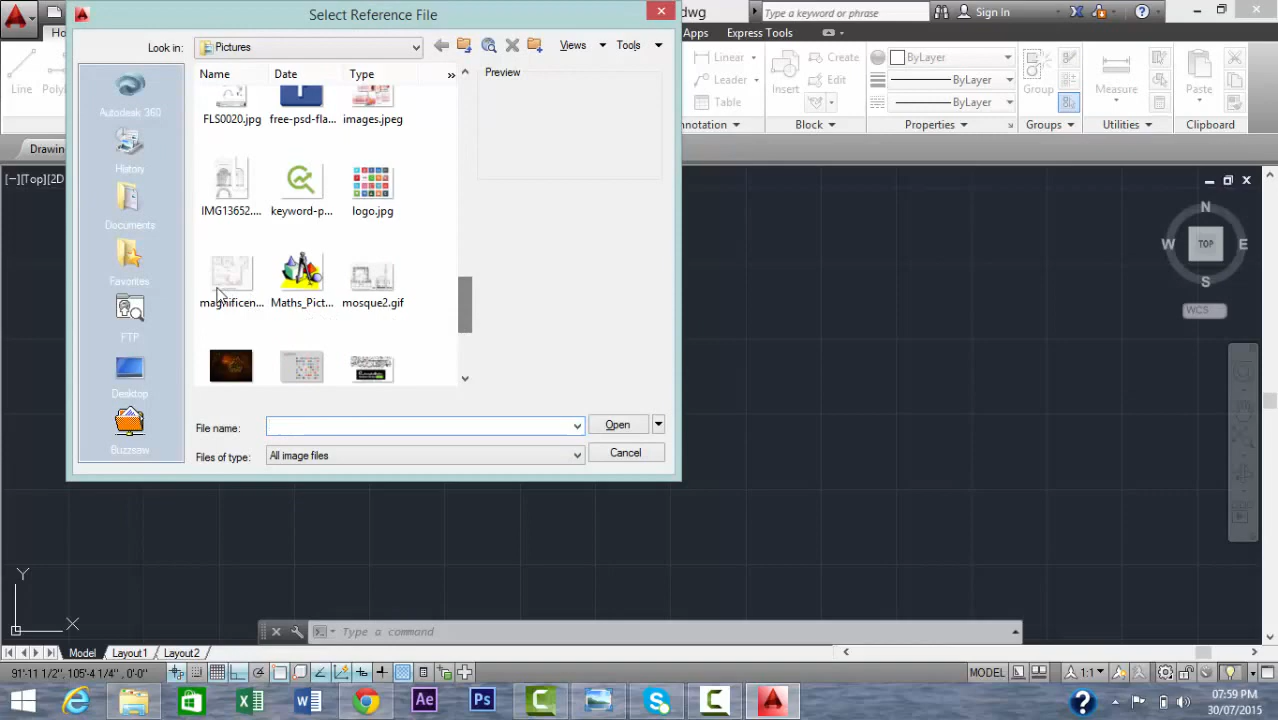 Select Reference File
dwg
Type a keyword or phrase
Sign In
Apps
Express Tools
Look in:
Pictures
Views
Tools
Line
Linear
Leader
Table
Insert
Create
Edit
ByLayer
ByLayer
ByLayer
Group
Measure
Paste
Block
Properties
Groups
Utilities
Clipboard
Drawin
[−][Top][2D
Name
Date
Type
Preview
Autodesk 360
History
Documents
Favorites
FTP
Desktop
Buzzsaw
FLS0020.jpg
free-psd-fla...
images.jpeg
IMG13652....
keyword-p...
logo.jpg
magnificen...
Maths_Pict...
mosque2.gif
File name:
Open
Files of type:
All image files
Cancel
N
W
TOP
E
S
WCS
Y
X
Type a command
Model
Layout1
Layout2
91'-11 1/2", 105'-4 1/4" , 0'-0"
MODEL
1:1
Ae
Ps
07:59 PM
30/07/2015